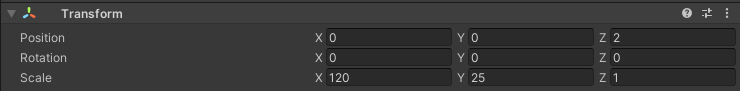 Transform
Position X 0 Y 0 Z 2
Rotation X 0 Y 0 Z 0
Scale X 120 Y 25 Z 1